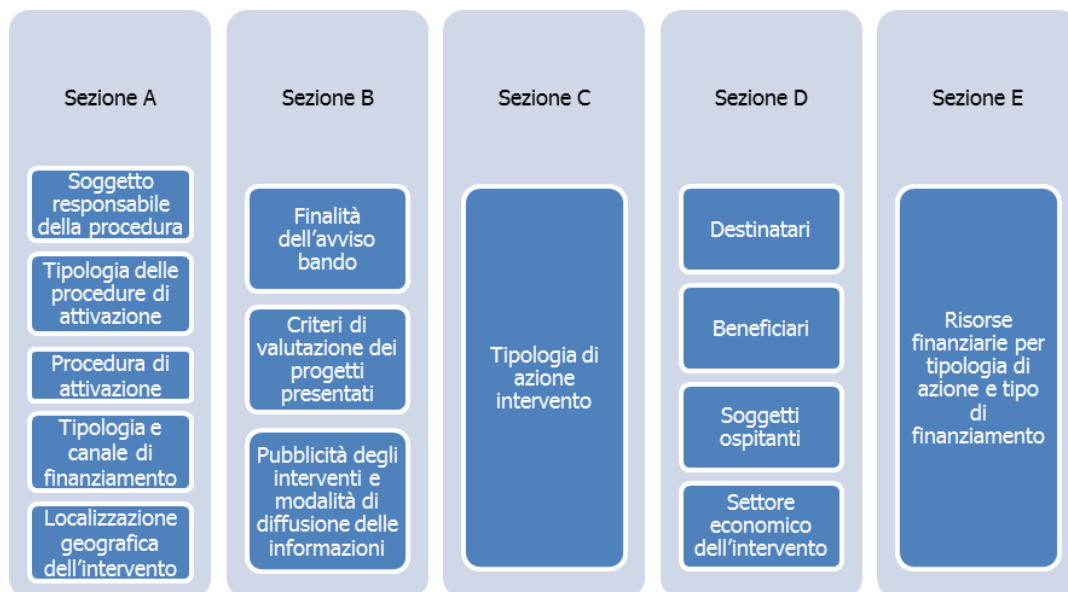 Sezione A
Soggetto
responsabile
della procedura
Tipologia delle
procedure di
attivazione
Procedura di
attivazione
Tipologia e
canale di
finanziamento
Localizzazione
geografica
dell'intervento
Sezione B
Finalità
dell'avviso
bando
Criteri di
valutazione dei
progetti
presentati
Pubblicità degli
interventi e
modalità di
diffusione delle
informazioni
Sezione C
Tipologia di
azione
intervento
Sezione D
Destinatari
Beneficiari
Soggetti
ospitanti
Settore
economico
dell'intervento
Sezione E
Risorse
finanziarie per
tipologia di
azione e tipo
di
finanziamento